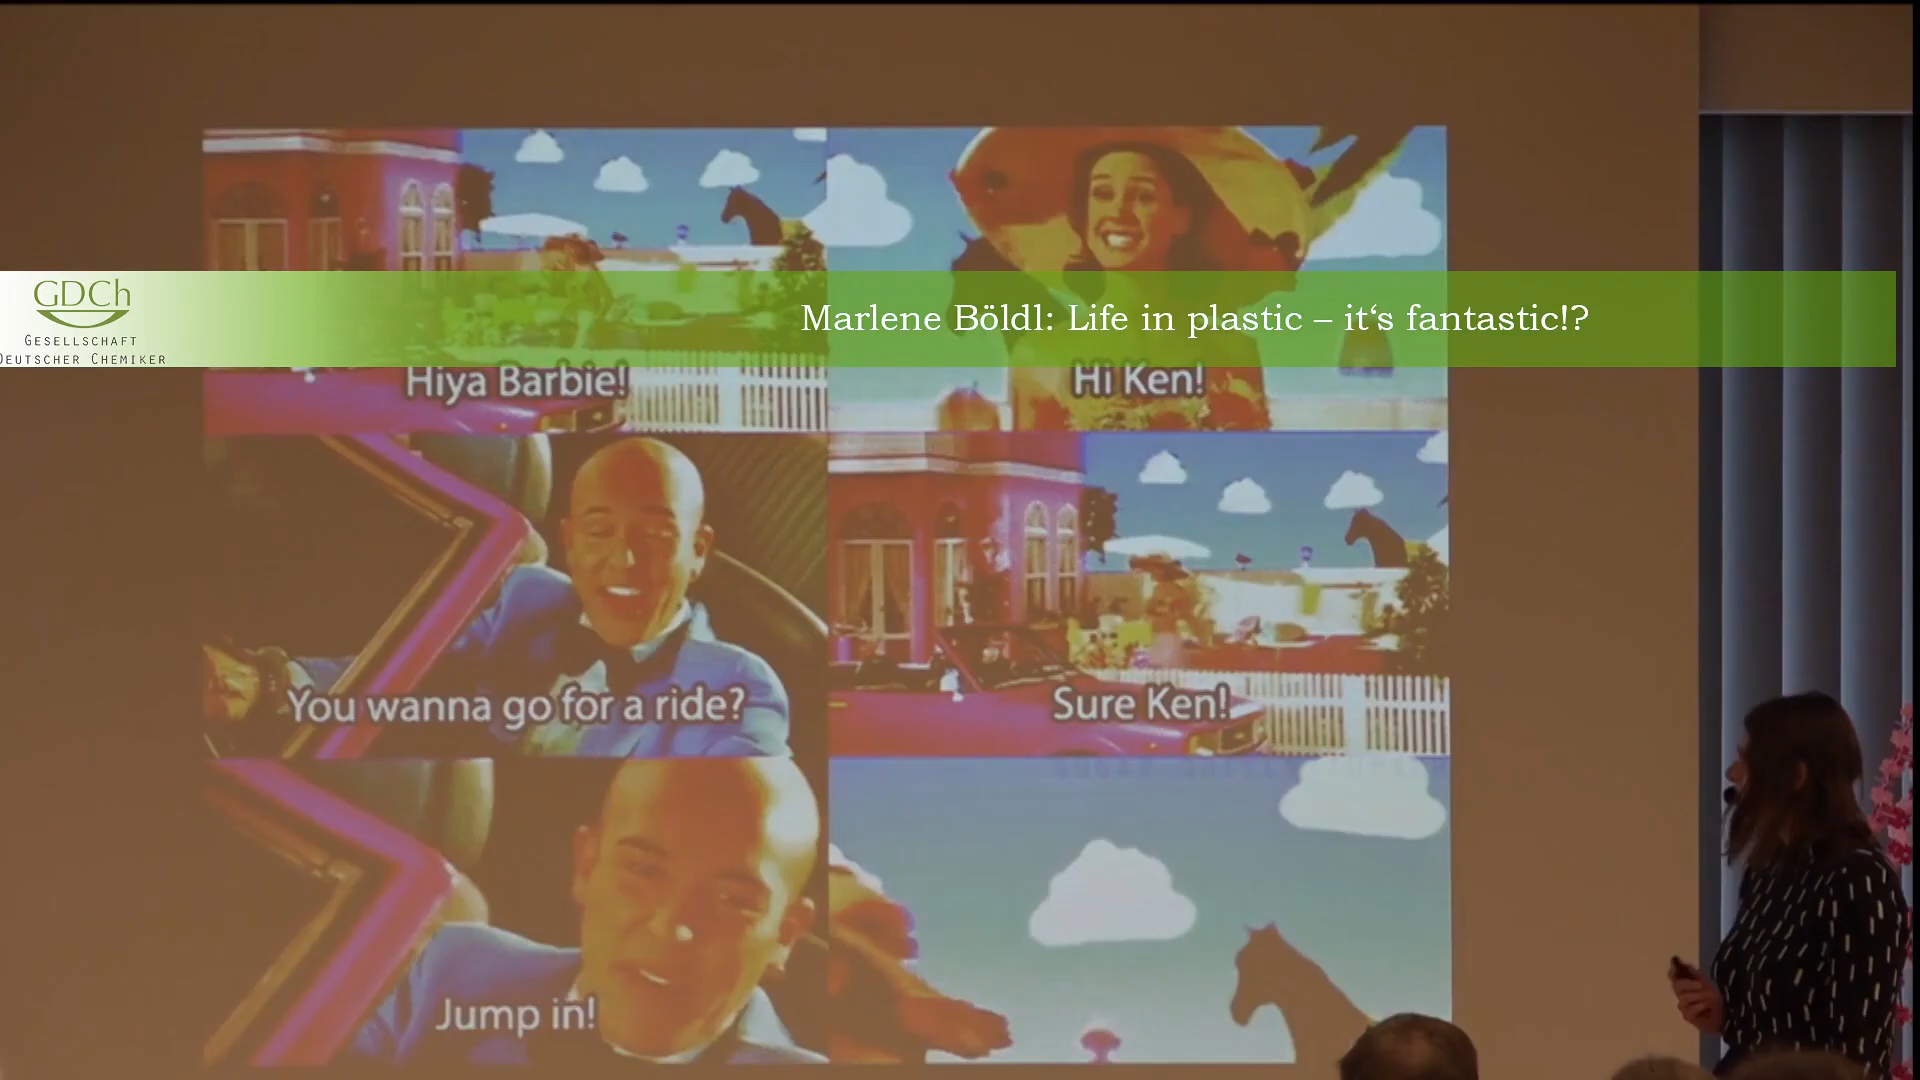 GDCh
GESELLSCHAFT
DEUTSCHER CHEMIKER
Marlene Böldl: Life in plastic – it‘s fantastic!?
Hiya Barbie!
Hi Ken!
You wanna go for a ride?
Sure Ken!
Jump in!